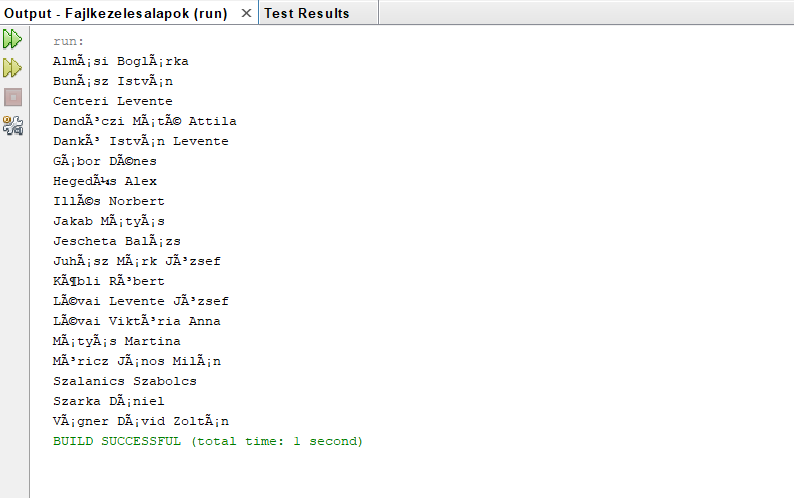 Output - Fajlkezelesalapok (run) × Test Results
run:
AlmÃ¡si BoglÃ¡rka
BunÃ¡sz IstvÃ¡n
Centeri Levente
DandÃ³czi MÃ¡tÃ© Attila
DankÃ³ IstvÃ¡n Levente
GÃ¡bor DÃ©nes
HegedÃ¼s Alex
IllÃ©s Norbert
Jakab MÃ¡tyÃ¡s
Jescheta BalÃ¡zs
JuhÃ¡sz MÃ¡rk JÃ³zsef
KÃ¶bli RÃ³bert
LÃ©vai Levente JÃ³zsef
LÃ©vai ViktÃ³ria Anna
MÃ¡tyÃ¡s Martina
MÃ³ricz JÃ¡nos MilÃ¡n
Szalanics Szabolcs
Szarka DÃ¡niel
VÃ¡gner DÃ¡vid ZoltÃ¡n
BUILD SUCCESSFUL (total time: 1 second)